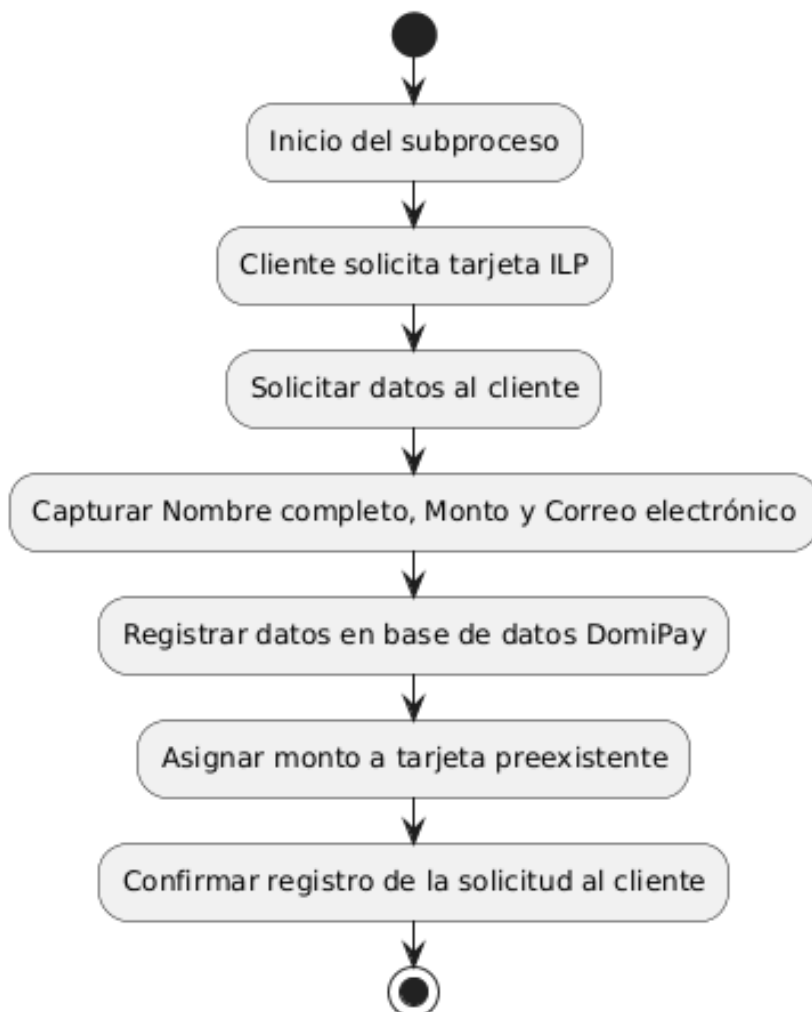 Inicio del subproceso
Cliente solicita tarjeta ILP
Solicitar datos al cliente
Capturar Nombre completo, Monto y Correo electrónico
Registrar datos en base de datos DomiPay
Asignar monto a tarjeta preexistente
Confirmar registro de la solicitud al cliente